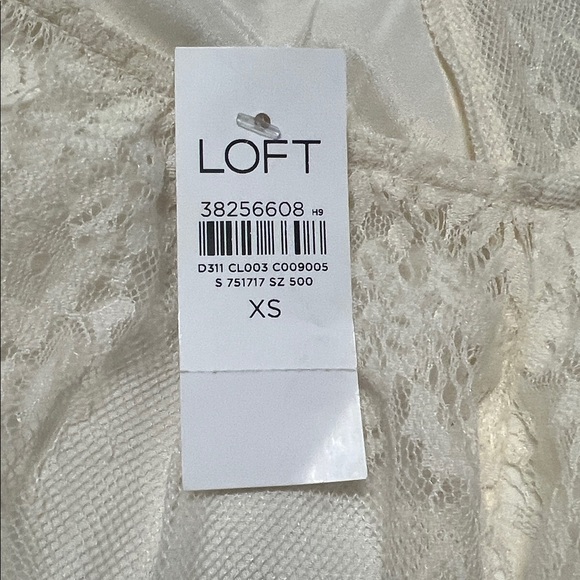 LOFT
38256608 H9
D311 CL003 C009005
S 751717 SZ 500
XS